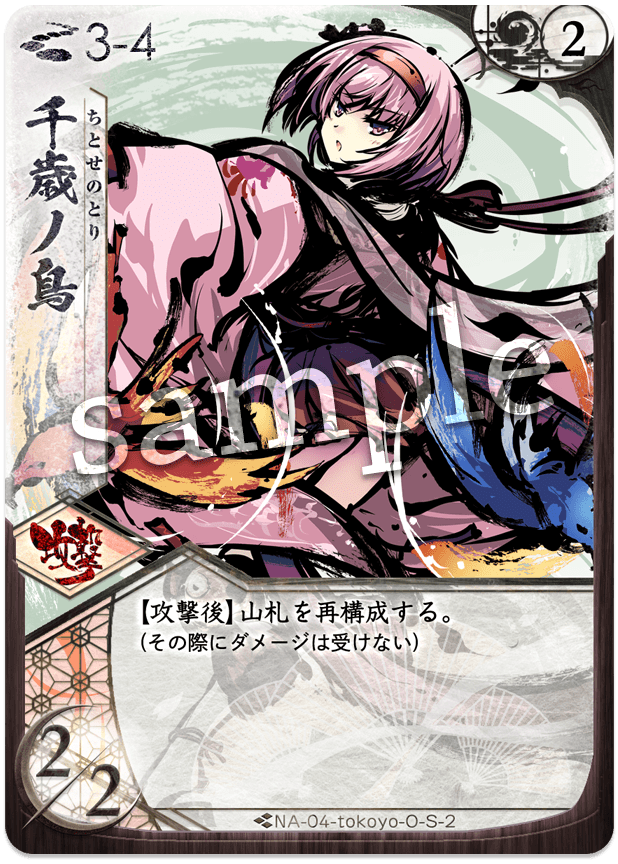 3-4
2
千歳ノ鳥
ちとせのとり
sample
攻撃
【攻撃後】山札を再構成する。
(その際にダメージは受けない)
2/2
NA-04-tokoyo-O-S-2